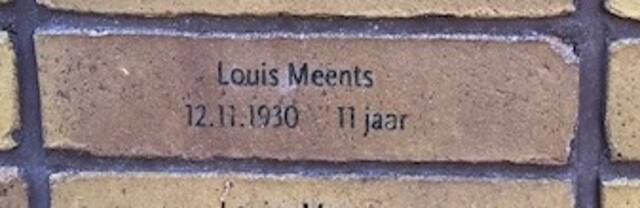 Louis Meents
12.11.1930 11 jaar